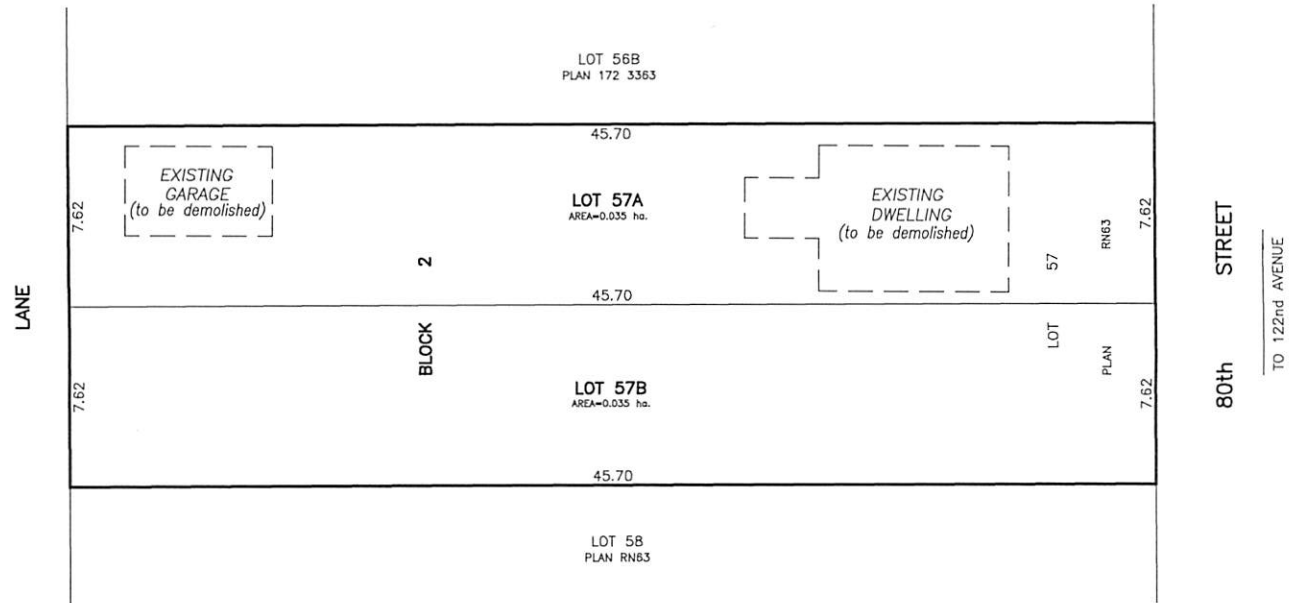 LOT 56B
PLAN 172 3363
45.70
EXISTING
GARAGE
(to be demolished)
LOT 57A
AREA=0.035 ha.
EXISTING
DWELLING
(to be demolished)
7.62
7.62
45.70
LANE
BLOCK 2
LOT 57
PLAN RN63
80th STREET
TO 122nd AVENUE
LOT 57B
AREA=0.035 ha.
7.62
7.62
45.70
LOT 58
PLAN RN63